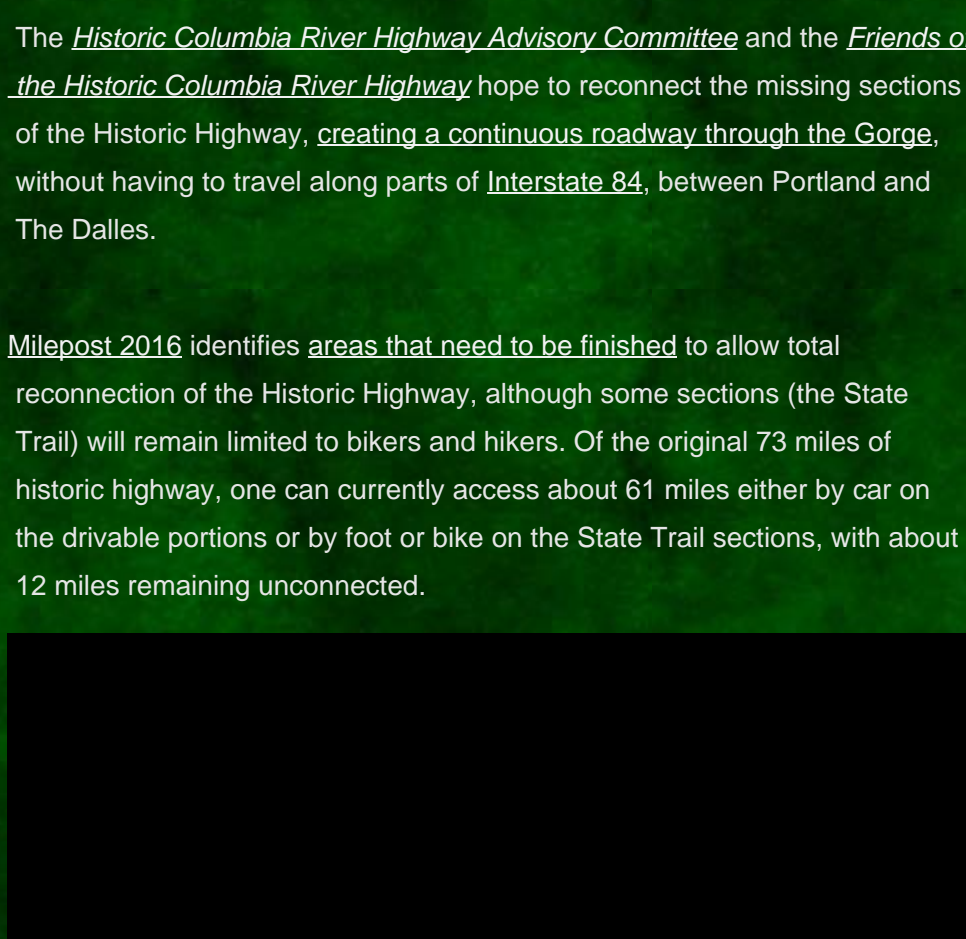 The Historic Columbia River Highway Advisory Committee and the Friends
the Historic Columbia River Highway hope to reconnect the missing sections
of the Historic Highway, creating a continuous roadway through the Gorge,
without having to travel along parts of Interstate 84, between Portland and
The Dalles.
Milepost 2016 identifies areas that need to be finished to allow total
reconnection of the Historic Highway, although some sections (the State
Trail) will remain limited to bikers and hikers. Of the original 73 miles of
historic highway, one can currently access about 61 miles either by car on
the drivable portions or by foot or bike on the State Trail sections, with about
12 miles remaining unconnected.